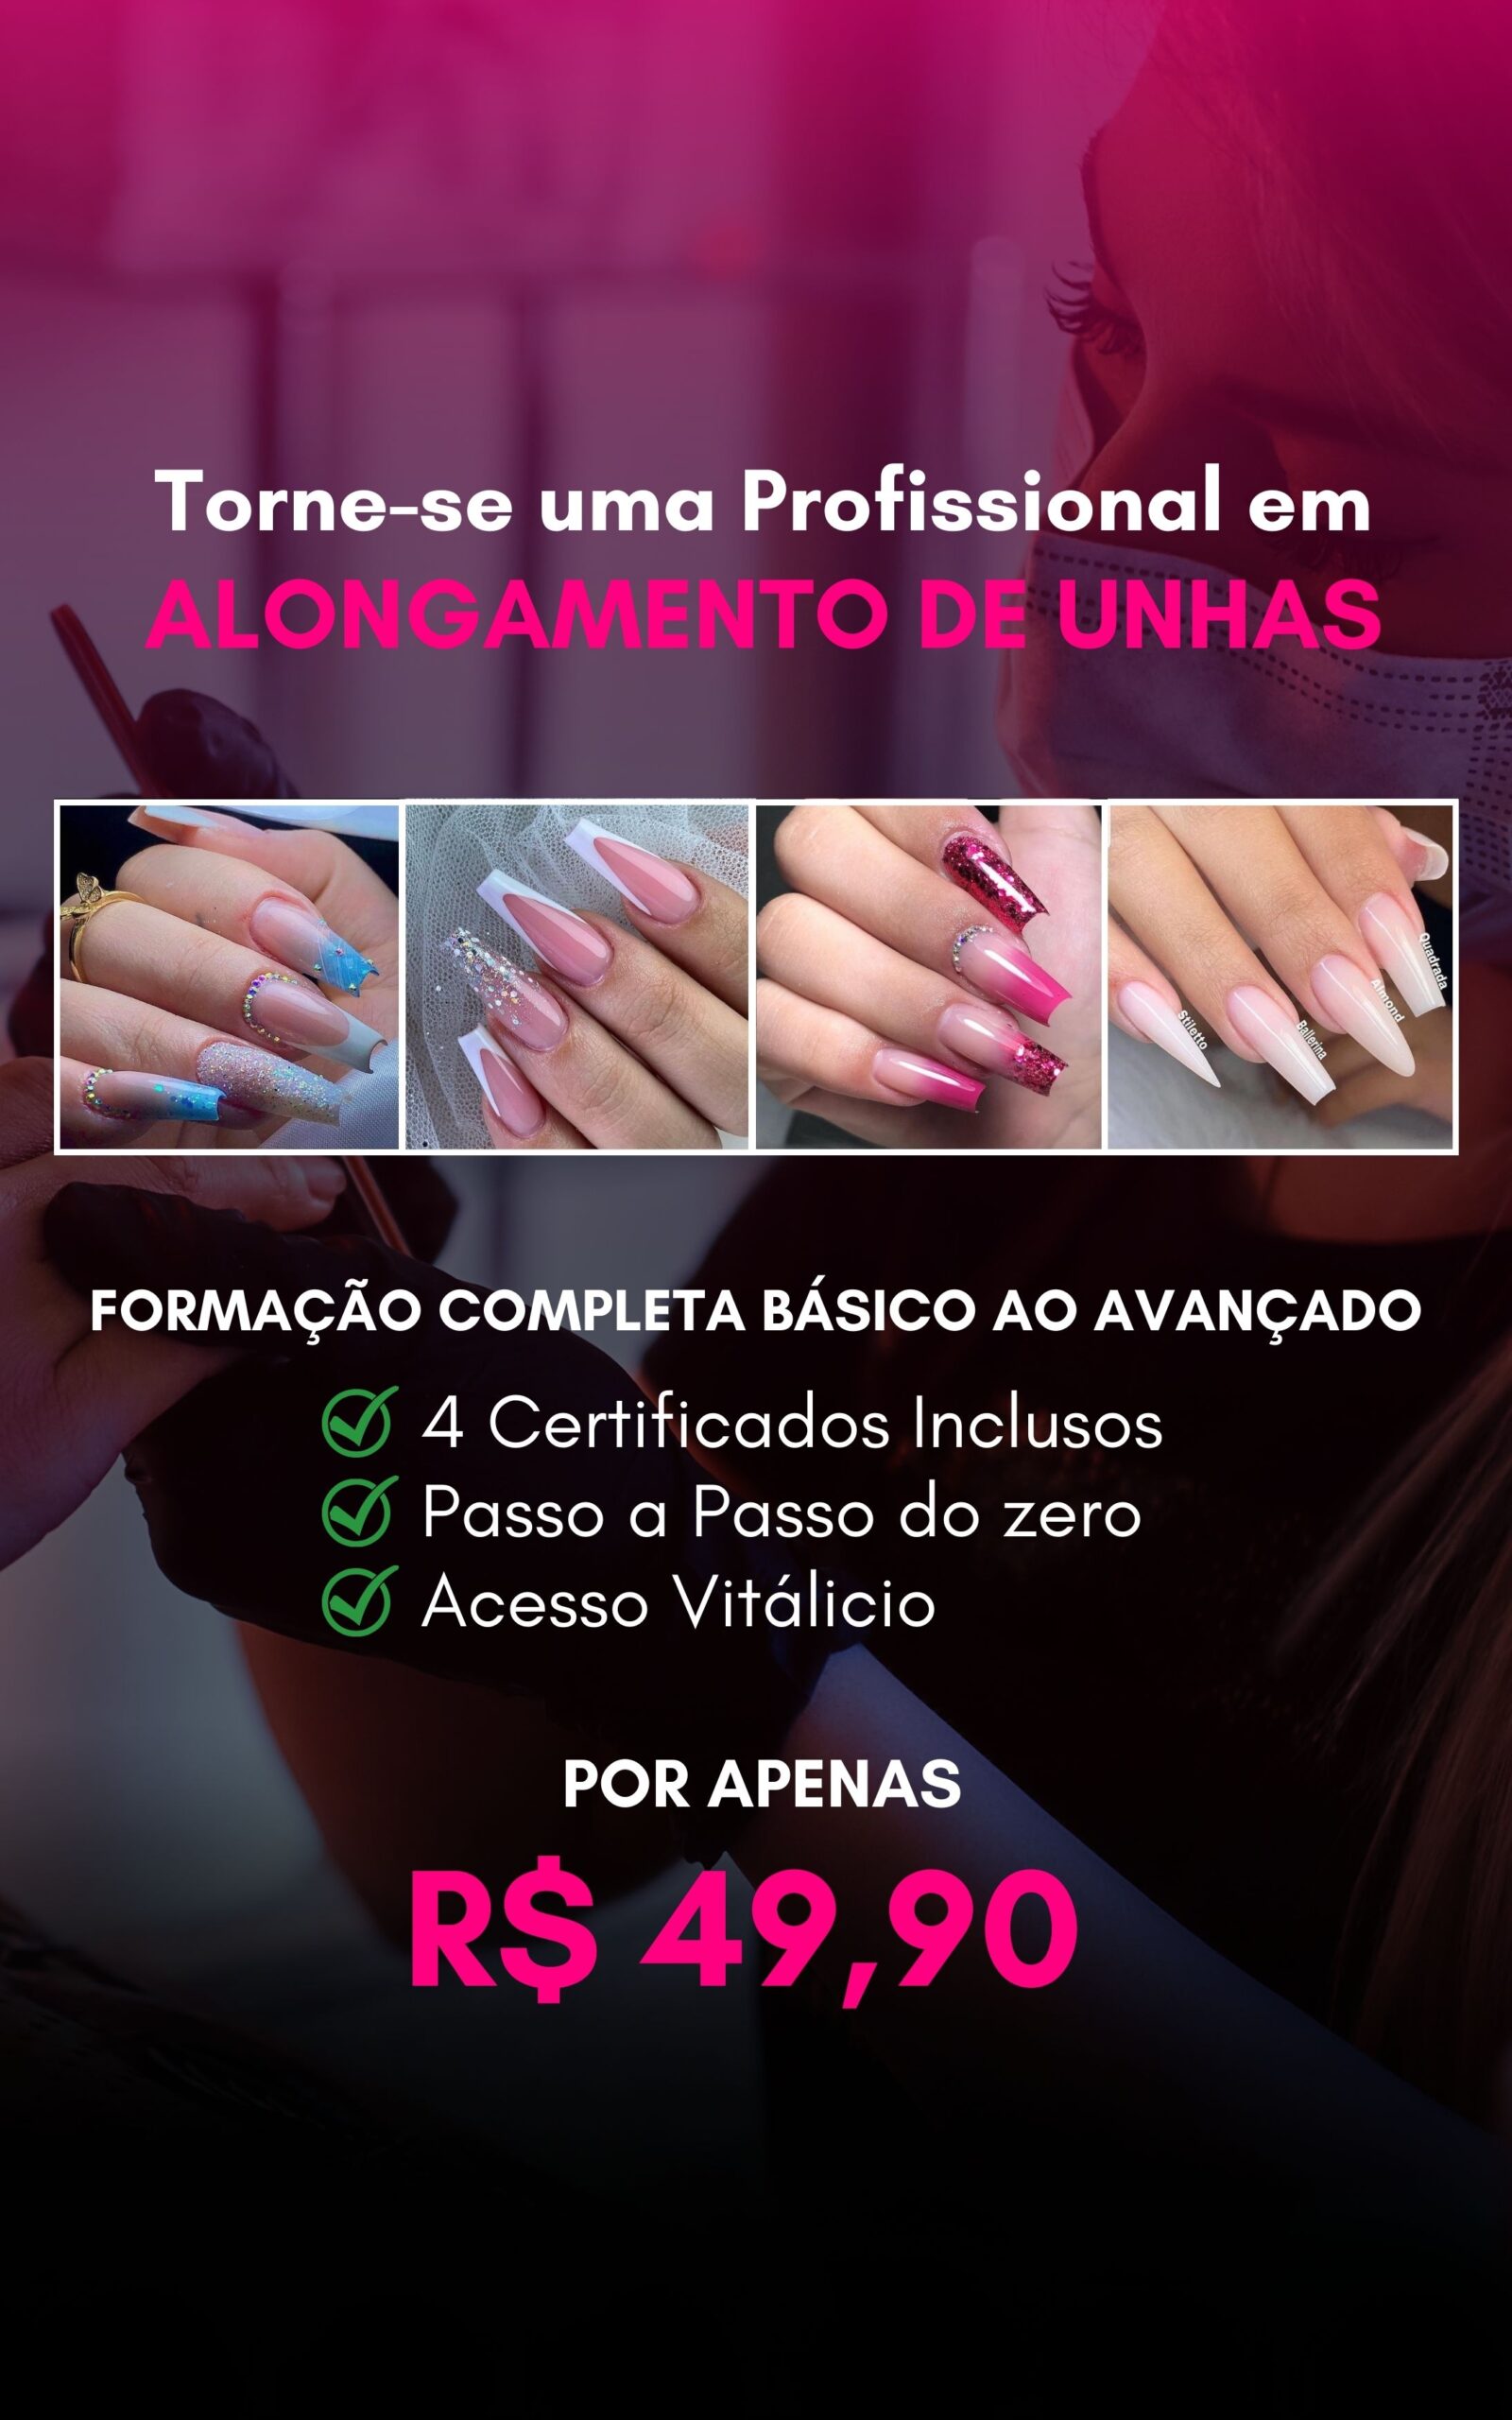 Torne-se uma Profissional em
ALONGAMENTO DE UNHAS
Stiletto
Ballerina
Almond
Quadrada
FORMAÇÃO COMPLETA BÁSICO AO AVANÇADO
4 Certificados Inclusos
Passo a Passo do zero
Acesso Vitálicio
POR APENAS
R$ 49,90